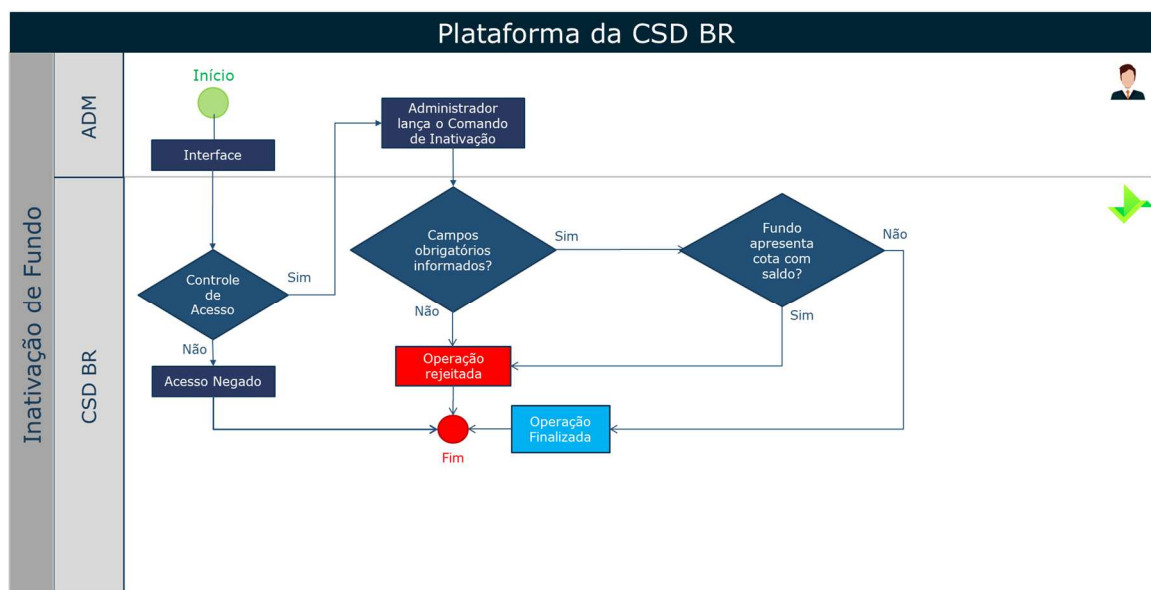 Plataforma da CSD BR
Inativação de Fundo
ADM
CSD BR
Início
Interface
Administrador
lança o Comando
de Inativação
Controle
de
Acesso
Sim
Não
Acesso Negado
Campos
obrigatórios
informados?
Sim
Não
Fundo
apresenta
cota com
saldo?
Não
Sim
Operação
rejeitada
Operação
Finalizada
Fim